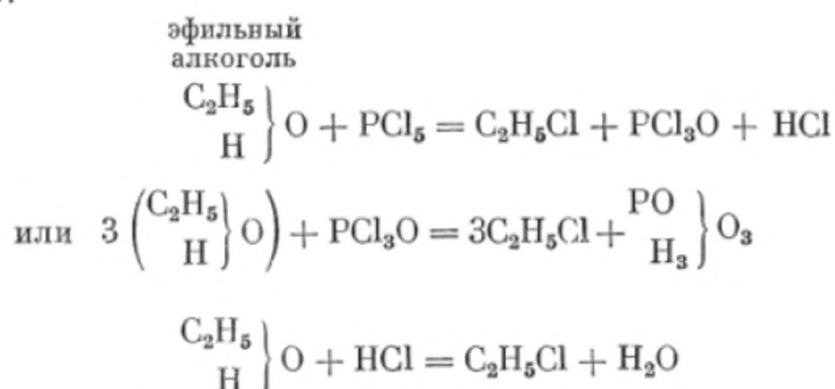 эфильный
алкоголь
C₂H₅
H } O + PCl₅ = C₂H₅Cl + PCl₃O + HCl
или 3 (C₂H₅
H } O) + PCl₃O = 3C₂H₅Cl + PO
H₃ } O₃
C₂H₅
H } O + HCl = C₂H₅Cl + H₂O